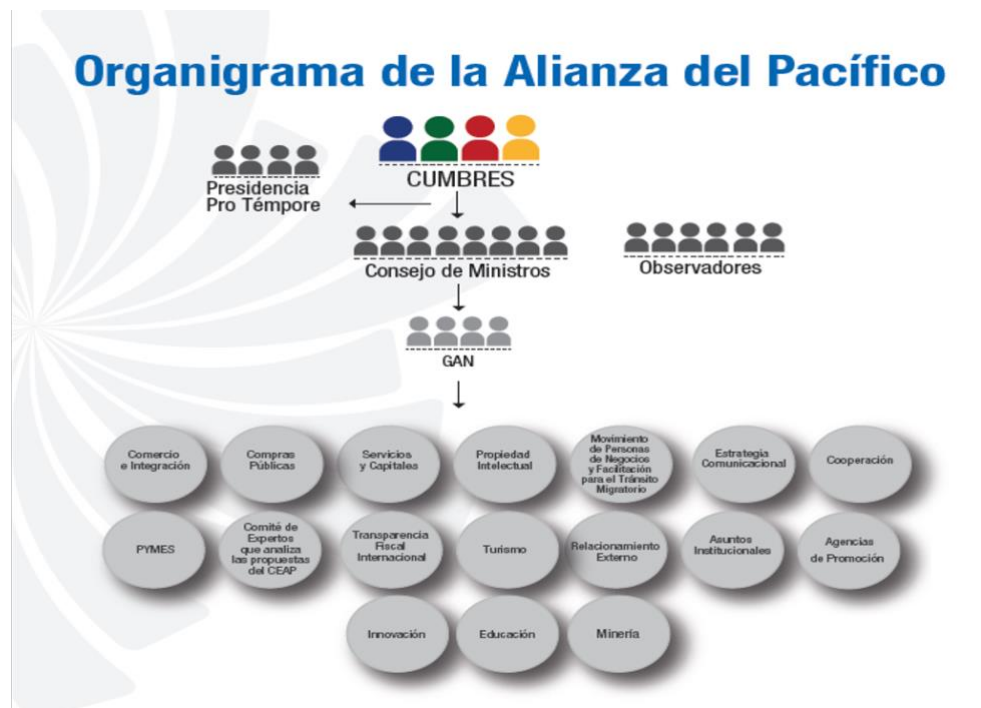 Organigrama de la Alianza del Pacífico
CUMBRES
Presidencia
Pro Témpore
Consejo de Ministros
Observadores
GAN
Comercio
e Integración
Compras
Públicas
Servicios
y Capitales
Propiedad
Intelectual
Movimiento
de Personas
de Negocios
y Facilitación
para el Tránsito
Migratorio
Estrategia
Comunicacional
Cooperación
PYMES
Comité de
Expertos
que analiza
las propuestas
del CEAP
Transparencia
Fiscal
Internacional
Turismo
Relacionamiento
Externo
Asuntos
Institucionales
Agencias
de Promoción
Innovación
Educación
Minería